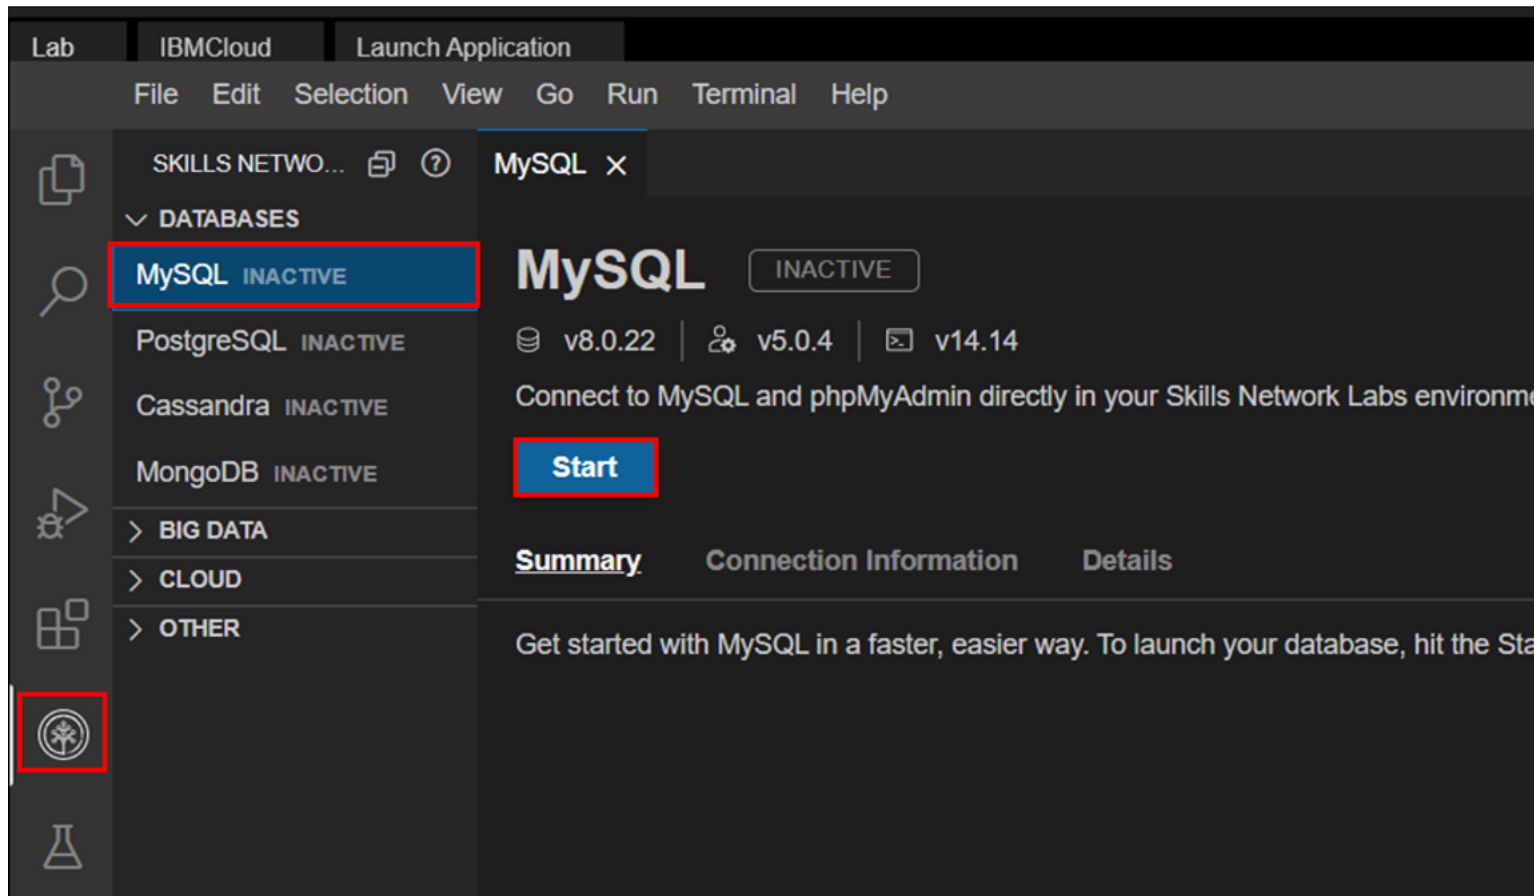 Lab IBMCloud Launch Application
File Edit Selection View Go Run Terminal Help
SKILLS NETWO...
MySQL
DATABASES
MySQL INACTIVE
PostgreSQL INACTIVE
Cassandra INACTIVE
MongoDB INACTIVE
BIG DATA
CLOUD
OTHER
MySQL INACTIVE
v8.0.22 v5.0.4 v14.14
Connect to MySQL and phpMyAdmin directly in your Skills Network Labs environme
Start
Summary Connection Information Details
Get started with MySQL in a faster, easier way. To launch your database, hit the Sta